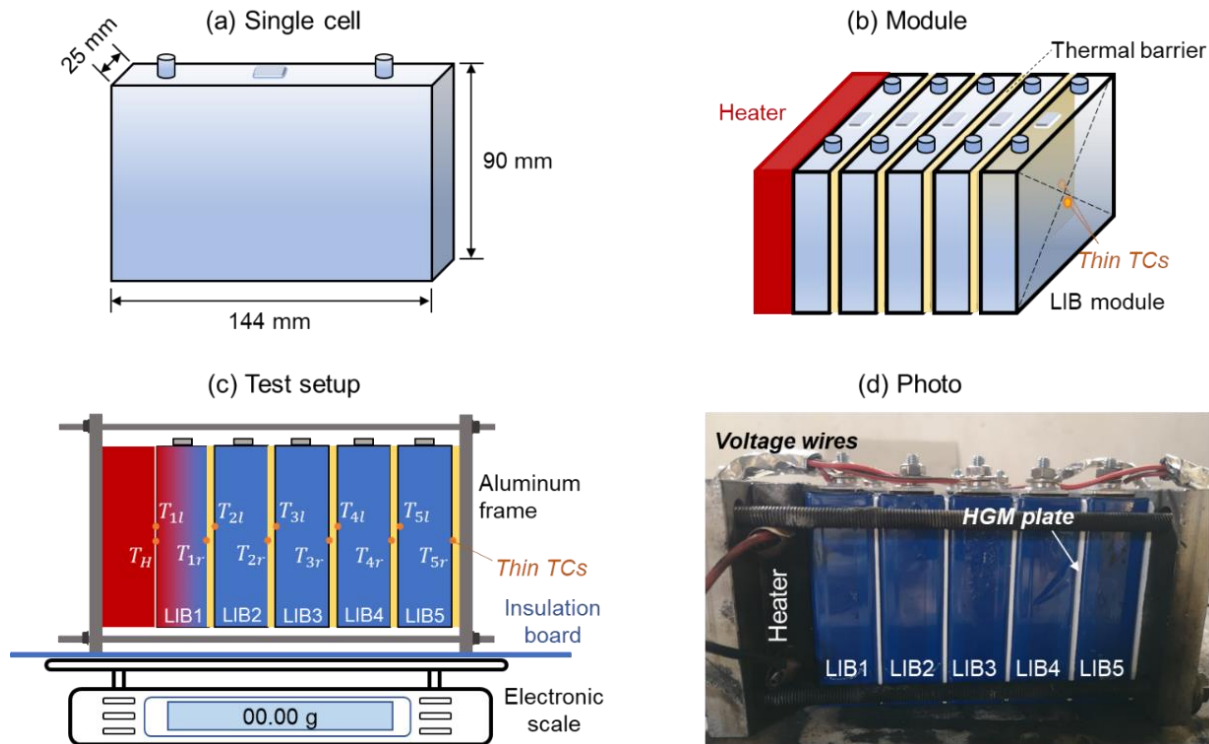 (a) Single cell
25 mm
90 mm
144 mm
(b) Module
Thermal barrier
Heater
Thin TCs
LIB module
(c) Test setup
T1l T2l T3l T4l T5l
TH T1r T2r T3r T4r T5r
LIB1 LIB2 LIB3 LIB4 LIB5
Aluminum
frame
Thin TCs
Insulation
board
00.00 g
Electronic
scale
(d) Photo
Voltage wires
HGM plate
Heater
LIB1 LIB2 LIB3 LIB4 LIB5